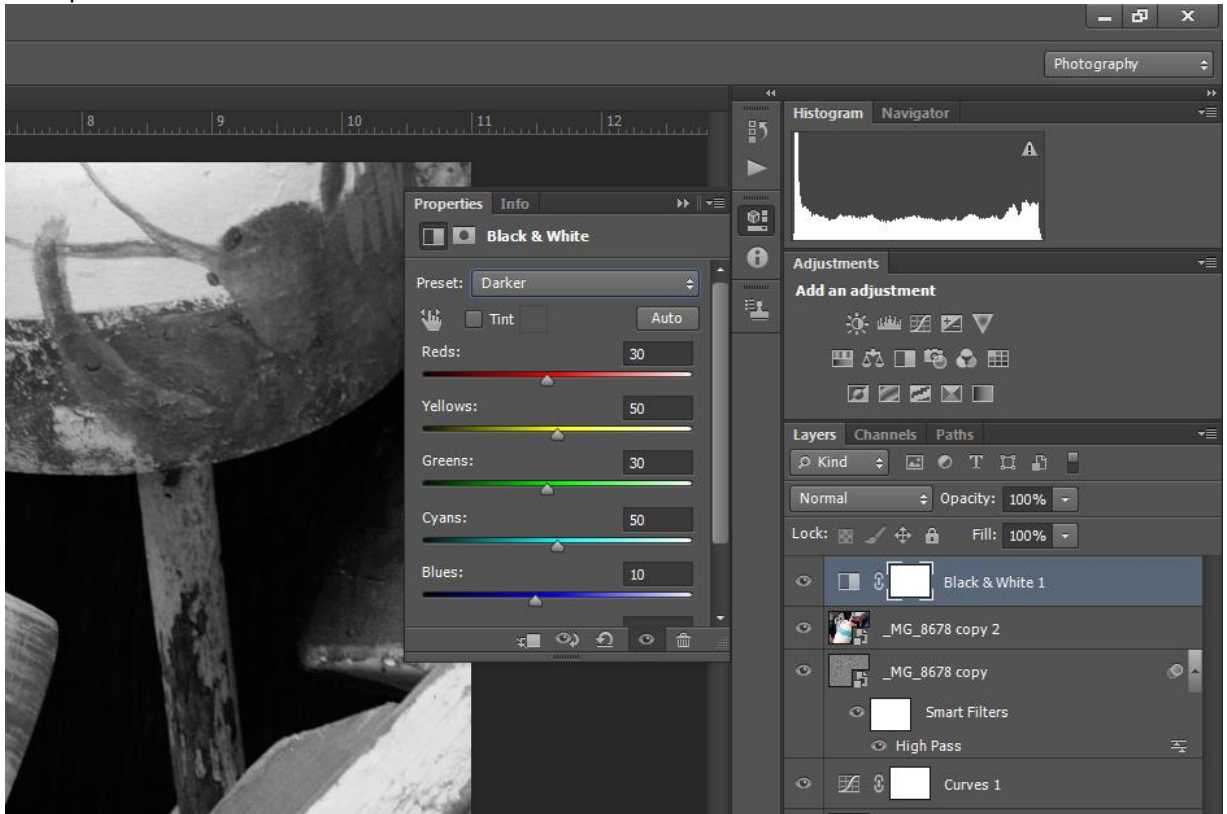 Photography
8 9 10 11 12
Histogram Navigator
Properties Info
Black & White
Preset: Darker
Tint Auto
Reds: 30
Yellows: 50
Greens: 30
Cyans: 50
Blues: 10
Adjustments
Add an adjustment
Layers Channels Paths
Kind
Normal Opacity: 100%
Lock: Fill: 100%
Black & White 1
_MG_8678 copy 2
_MG_8678 copy
Smart Filters
High Pass
Curves 1